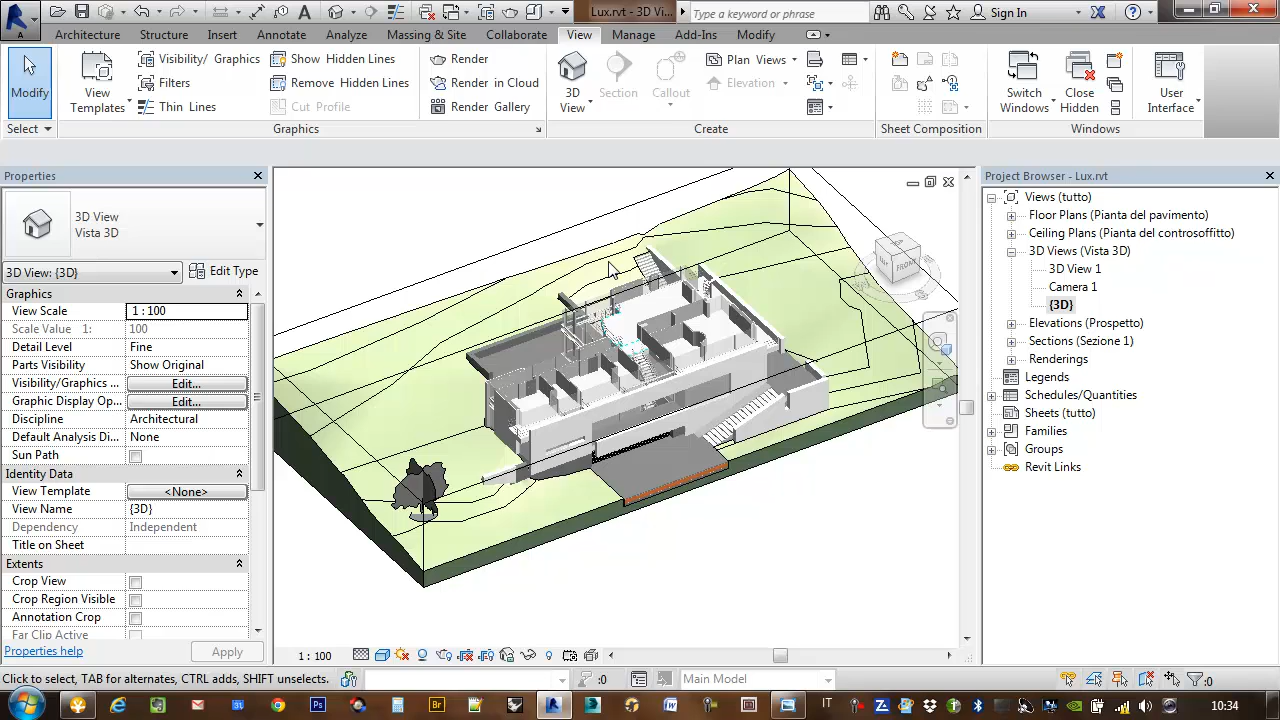 Lux.rvt - 3D Vi...
Type a keyword or phrase
Sign In
Architecture Structure Insert Annotate Analyze Massing & Site Collaborate View Manage Add-Ins Modify
Modify
View Templates
Visibility/ Graphics
Filters
Thin Lines
Show Hidden Lines
Remove Hidden Lines
Cut Profile
Render
Render in Cloud
Render Gallery
3D View
Section
Callout
Plan Views
Elevation
Switch Windows
Close Hidden
User Interface
Select Graphics Create Sheet Composition Windows
Properties
3D View
Vista 3D
3D View: {3D} Edit Type
Graphics
View Scale 1 : 100
Scale Value 1: 100
Detail Level Fine
Parts Visibility Show Original
Visibility/Graphics ... Edit...
Graphic Display Op... Edit...
Discipline Architectural
Default Analysis Di... None
Sun Path
Identity Data
View Template <None>
View Name {3D}
Dependency Independent
Title on Sheet
Extents
Crop View
Crop Region Visible
Annotation Crop
Far Clip Active
Properties help Apply
FRONT
1 : 100
Project Browser - Lux.rvt
Views (tutto)
Floor Plans (Pianta del pavimento)
Ceiling Plans (Pianta del controsoffitto)
3D Views (Vista 3D)
3D View 1
Camera 1
{3D}
Elevations (Prospetto)
Sections (Sezione 1)
Renderings
Legends
Schedules/Quantities
Sheets (tutto)
Families
Groups
Revit Links
Click to select, TAB for alternates, CTRL adds, SHIFT unselects. :0 Main Model :0
IT 10:34